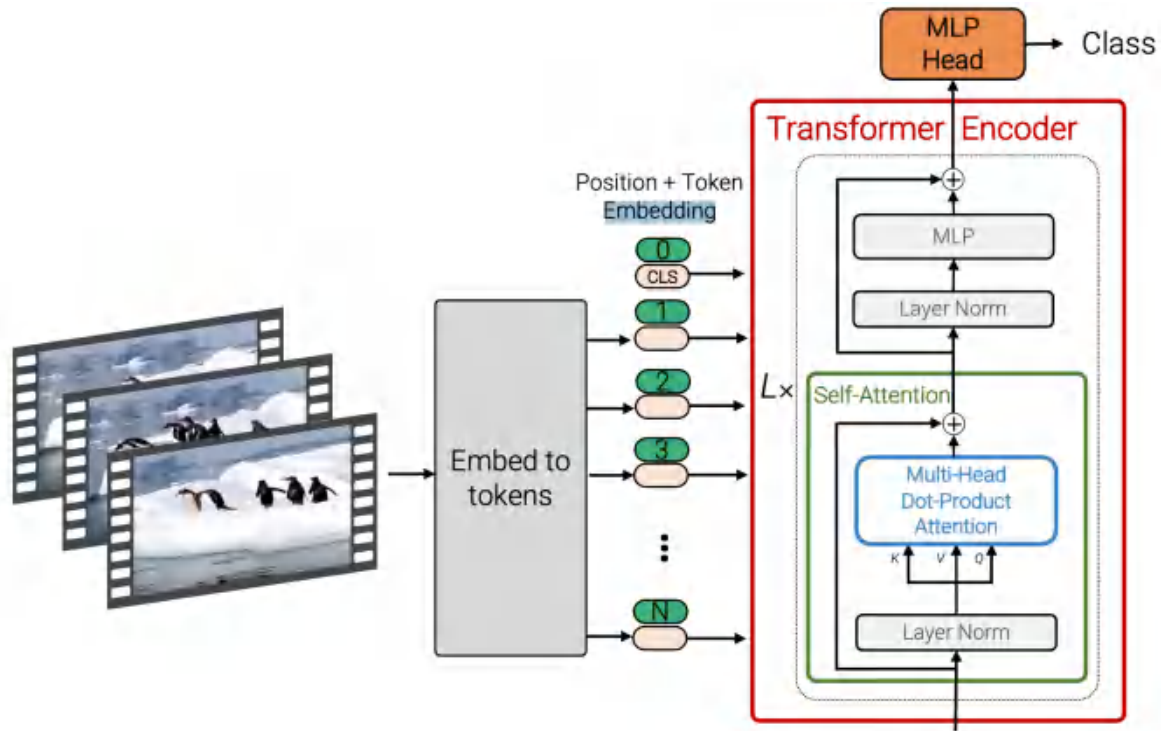 MLP
Head
Class
Transformer Encoder
Position + Token
Embedding
0
CLS
1
2
3
N
Embed to
tokens
L×
MLP
Layer Norm
Self-Attention
Multi-Head
Dot-Product
Attention
K
V
Q
Layer Norm